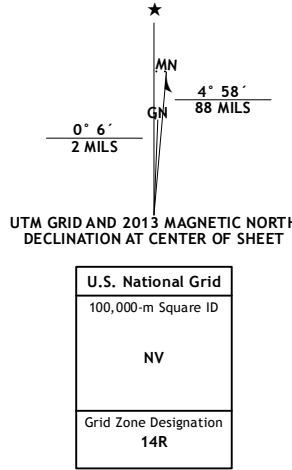 ★
MN
GN
4° 58´
88 MILS
0° 6´
2 MILS
UTM GRID AND 2013 MAGNETIC NORTH
DECLINATION AT CENTER OF SHEET
U.S. National Grid
100,000-m Square ID
NV
Grid Zone Designation
14R